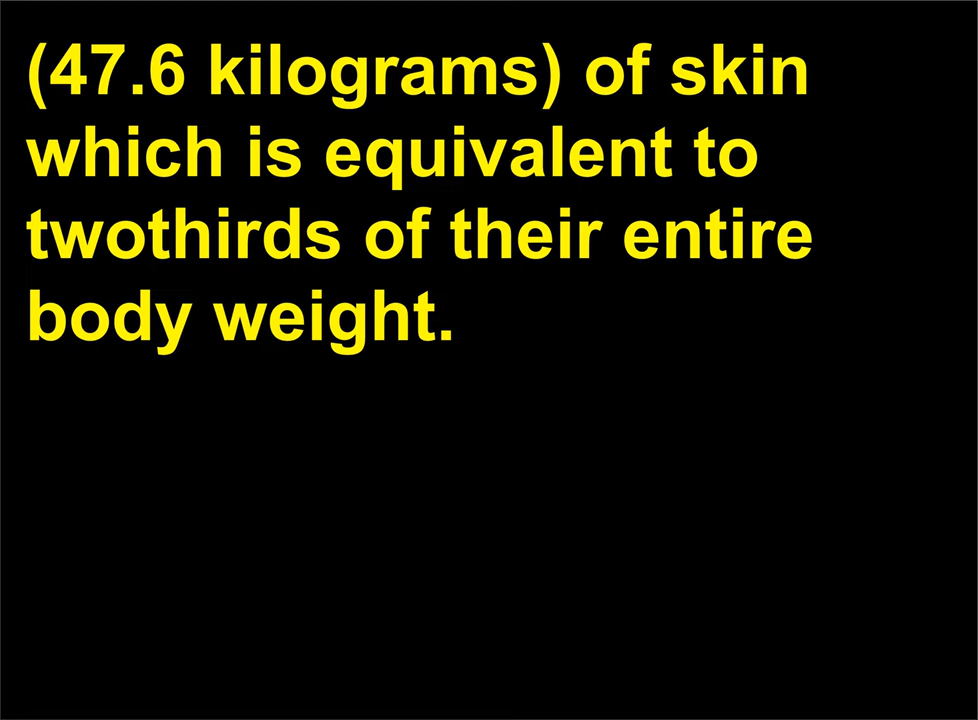 (47.6 kilograms) of skin
which is equivalent to
twothirds of their entire
body weight.